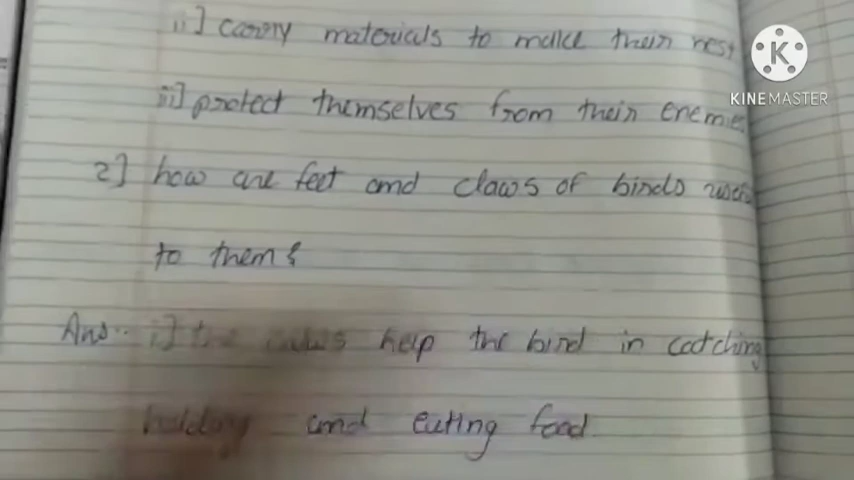 ii] carry materials to make their nest
K
KINEMASTER
iii] protect themselves from their enemies
2] how are feet and claws of birds useful
to them?
Ans.. i] the claws help the bird in catching
holding and eating food.